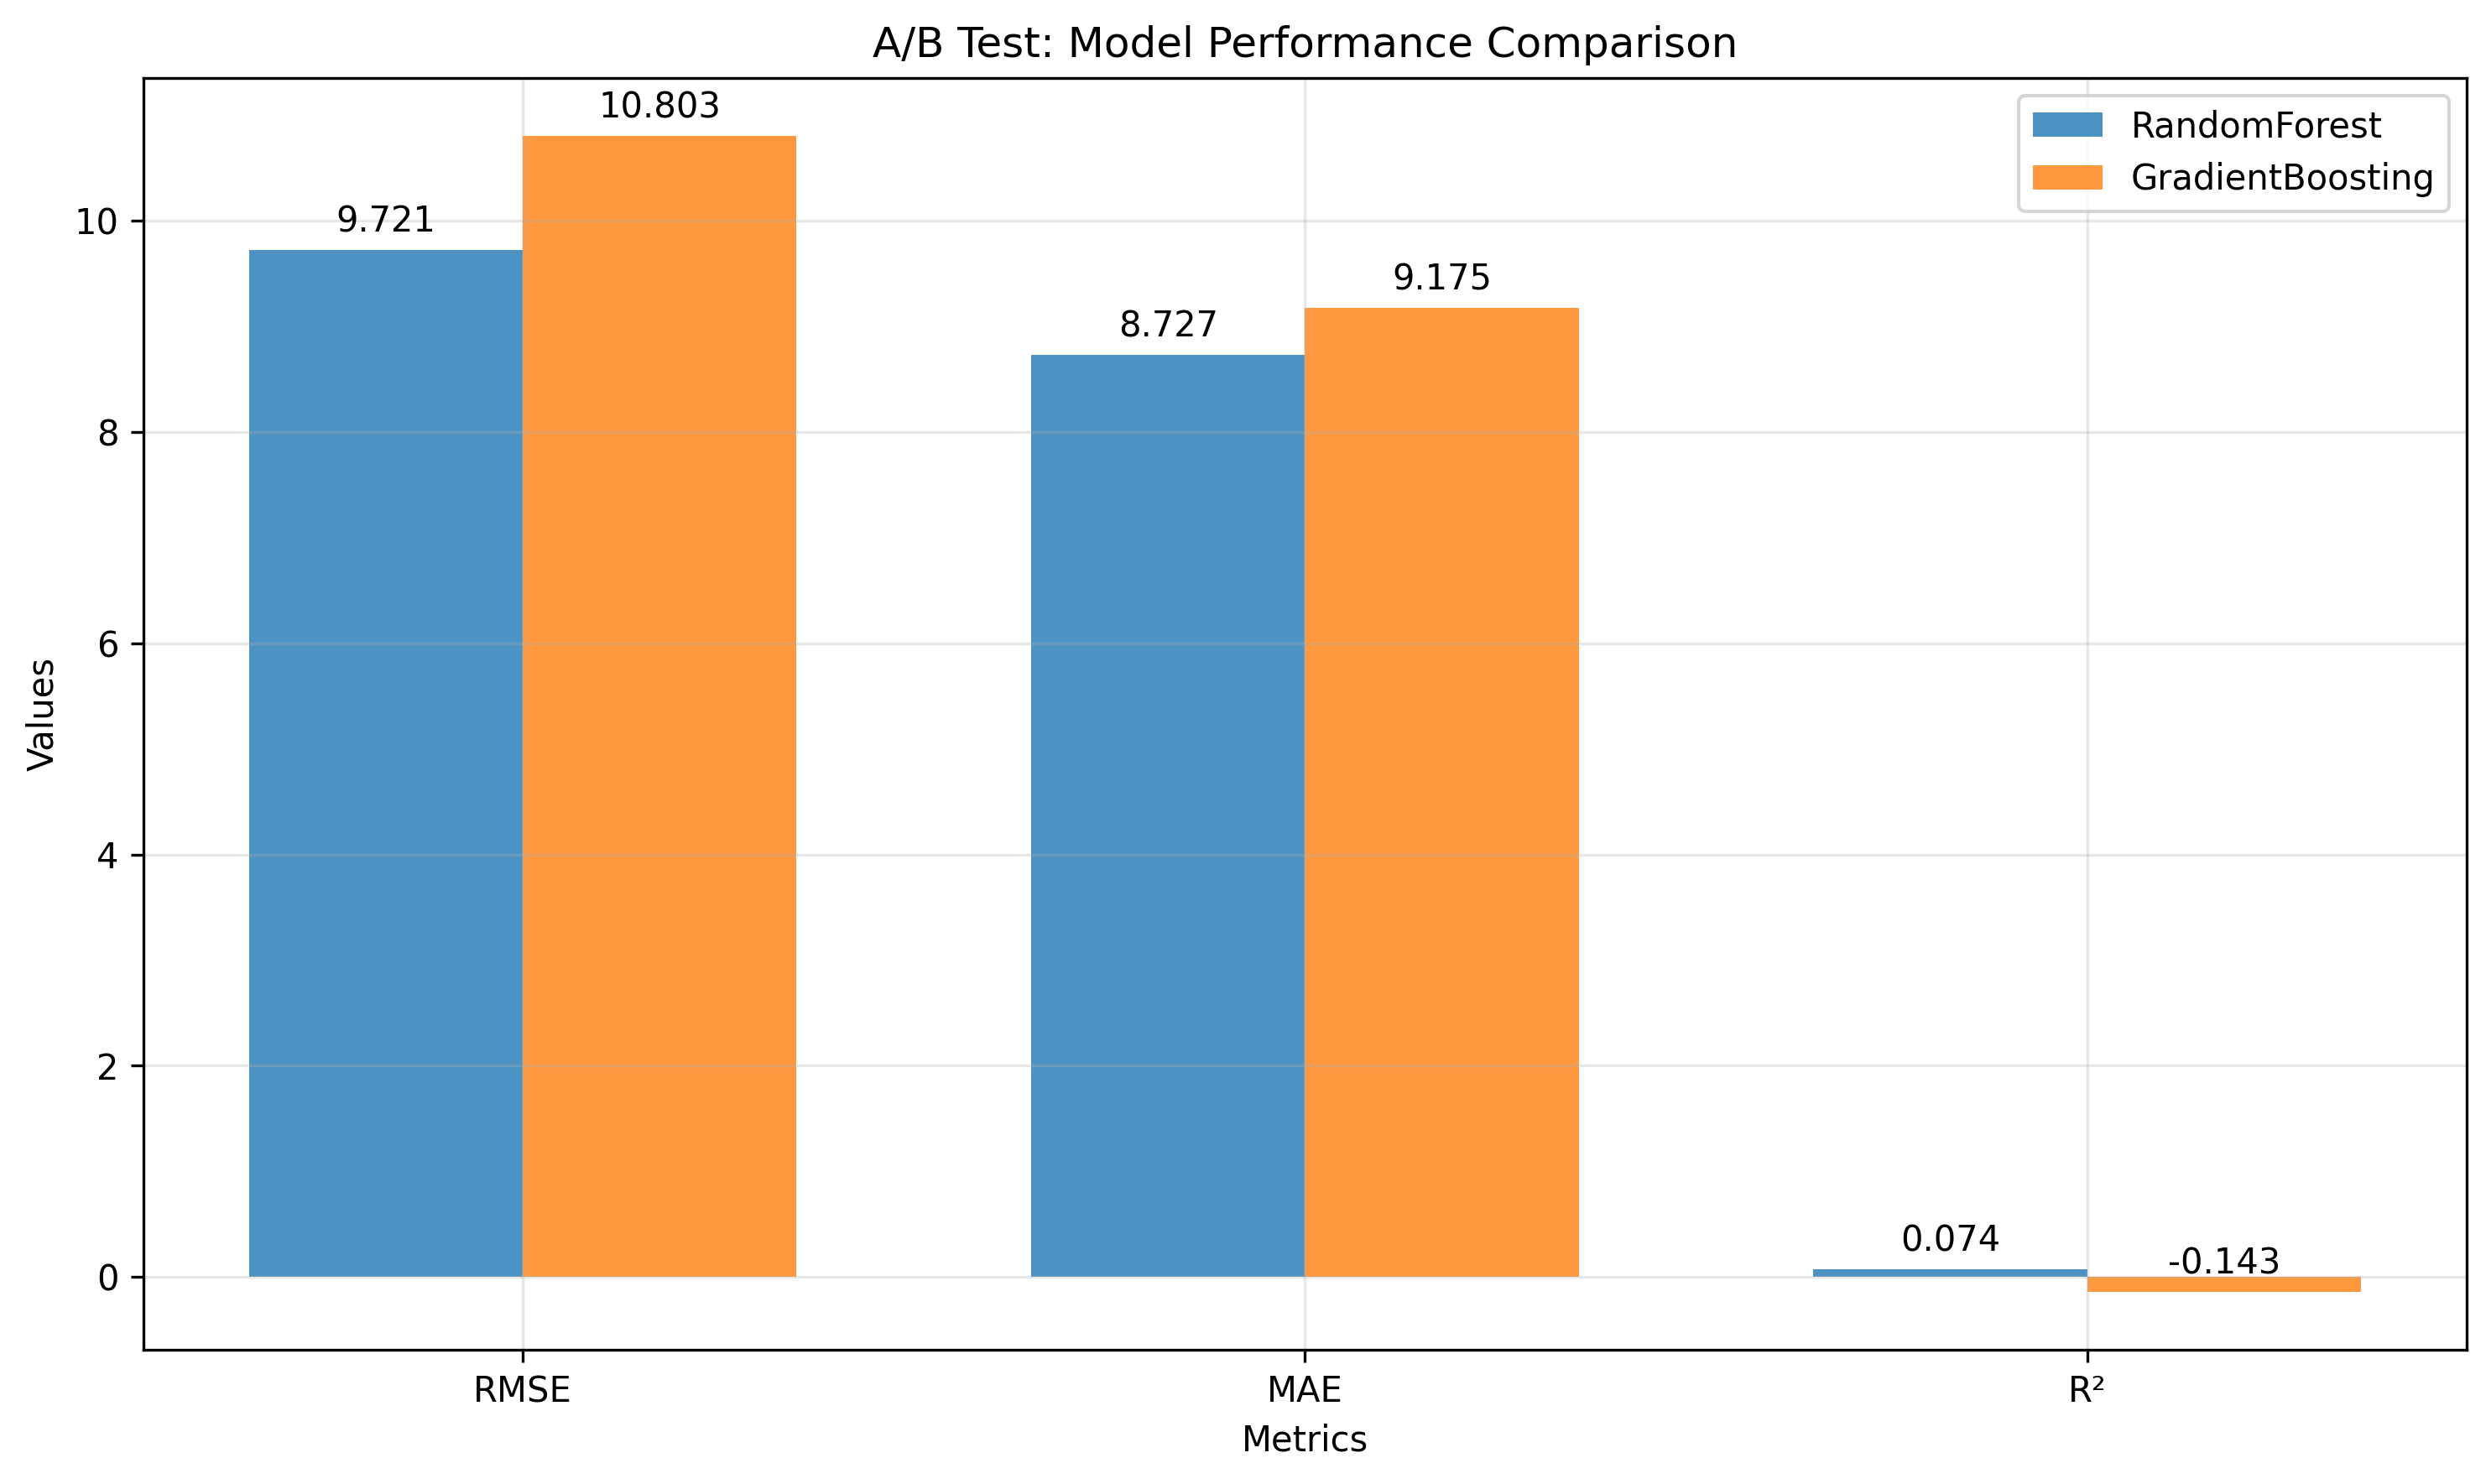 A/B Test: Model Performance Comparison
RandomForest
GradientBoosting
10.803
9.721
9.175
8.727
0.074
-0.143
10
8
6
4
2
0
Values
RMSE
MAE
R²
Metrics